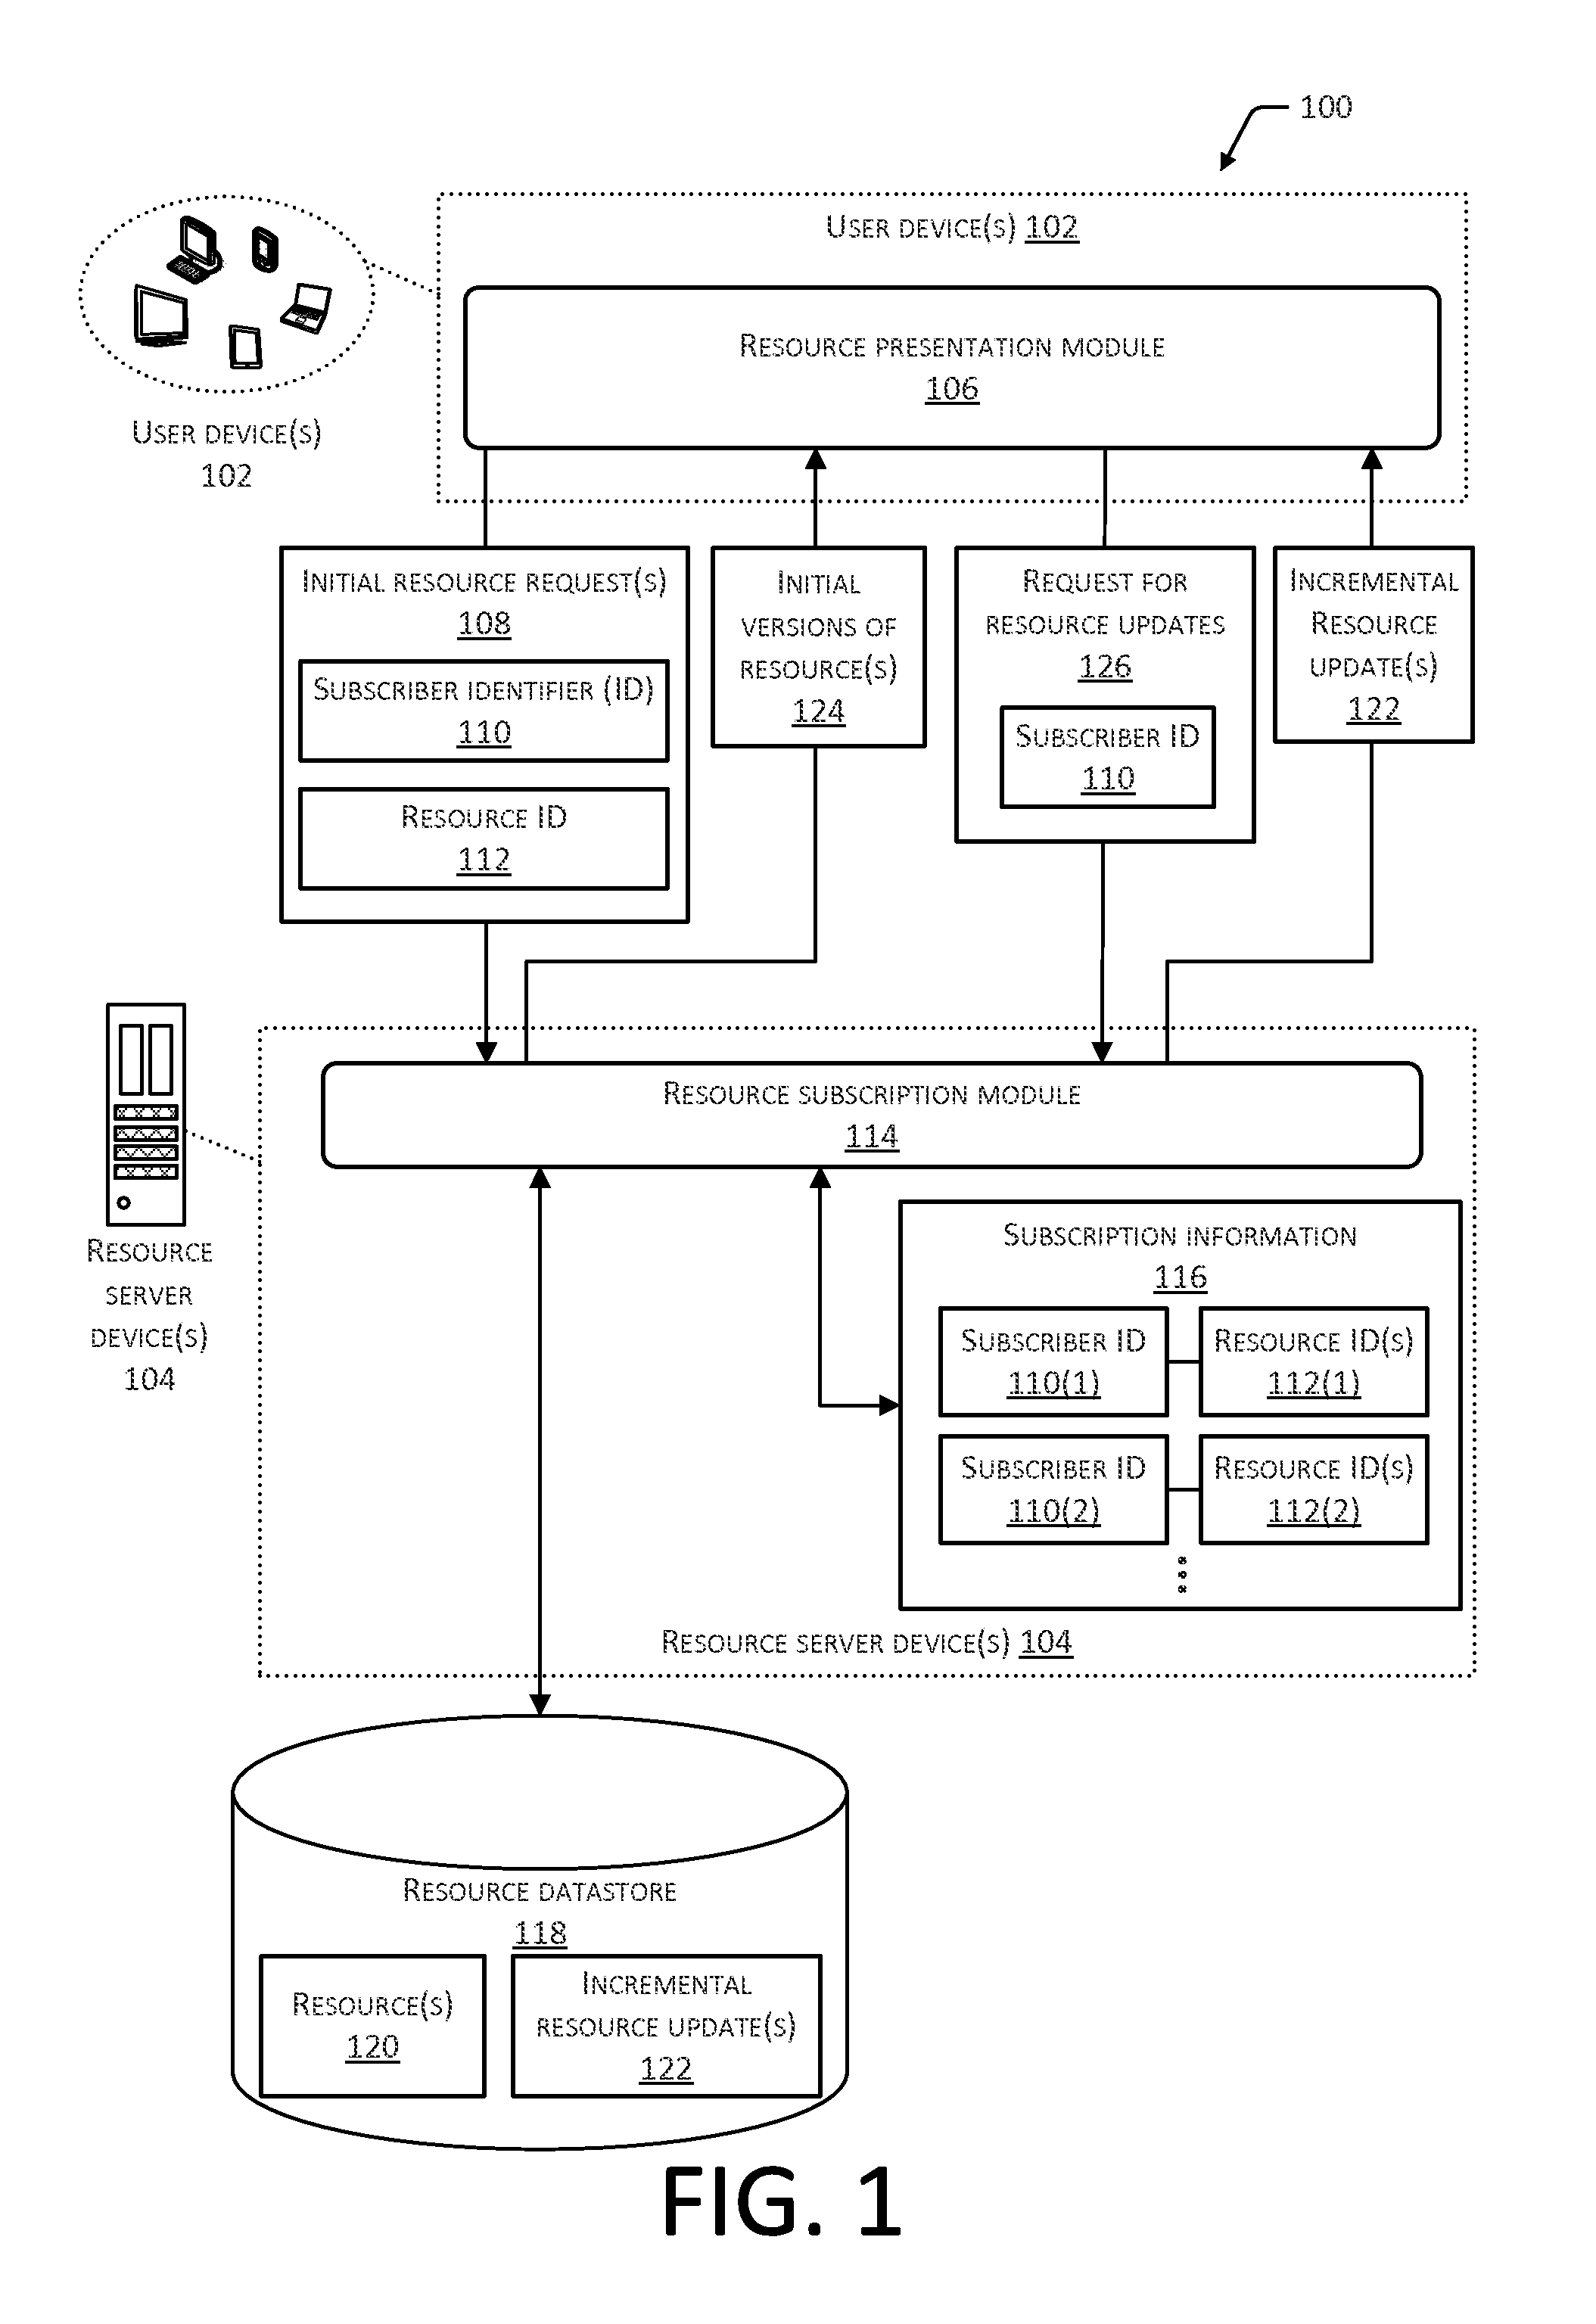 100
User device(s) 102
Resource presentation module
106
User device(s)
102
Initial resource request(s)
108
Subscriber identifier (ID)
110
Resource ID
112
Initial
versions of
resource(s)
124
Request for
resource updates
126
Subscriber ID
110
Incremental
Resource
update(s)
122
Resource subscription module
114
Resource
server
device(s)
104
Subscription information
116
Subscriber ID
110(1)
Resource ID(s)
112(1)
Subscriber ID
110(2)
Resource ID(s)
112(2)
Resource server device(s) 104
Resource datastore
118
Resource(s)
120
Incremental
resource update(s)
122
FIG. 1